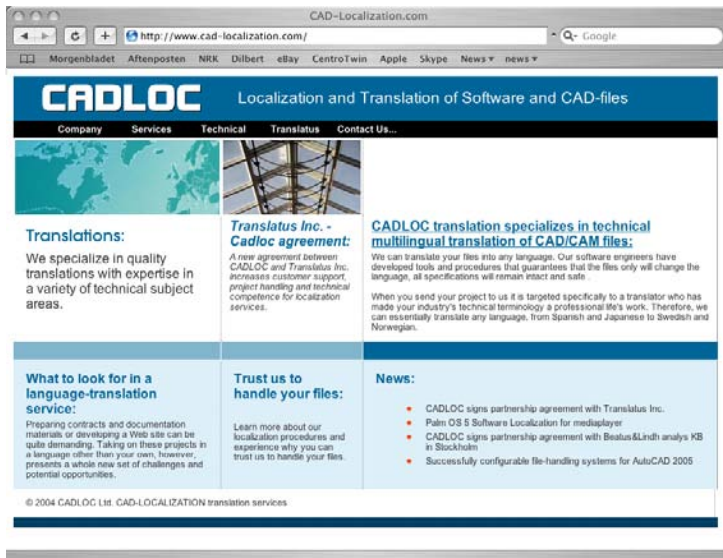 CAD-Localization.com
http://www.cad-localization.com/
Google
Morgenbladet Aftenposten NRK Dilbert eBay CentroTwin Apple Skype News news
CADLOC Localization and Translation of Software and CAD-files
Company Services Technical Translatus Contact Us...
Translations:
We specialize in quality
translations with expertise in
a variety of technical subject
areas.
Translatus Inc. -
Cadloc agreement:
A new agreement between
CADLOC and Translatus Inc.
increases customer support,
project handling and technical
competence for localization
services.
CADLOC translation specializes in technical
multilingual translation of CAD/CAM files:
We can translate your files into any language. Our software engineers have
developed tools and procedures that guarantees that the files only will change the
language, all specifications will remain intact and safe .
When you send your project to us it is targeted specifically to a translator who has
made your industry's technical terminology a professional life's work. Therefore, we
can essentially translate any language, from Spanish and Japanese to Swedish and
Norwegian.
What to look for in a
language-translation
service:
Preparing contracts and documentation
materials or developing a Web site can be
quite demanding. Taking on these projects in
a language other than your own, however,
presents a whole new set of challenges and
potential opportunities.
Trust us to
handle your files:
Learn more about our
localization procedures and
experience why you can
trust us to handle your files.
News:
CADLOC signs partnership agreement with Translatus Inc.
Palm OS 5 Software Localization for mediaplayer
CADLOC signs partnership agreement with Beatus&Lindh analys KB
in Stockholm
Successfully configurable file-handling systems for AutoCAD 2005
© 2004 CADLOC Ltd. CAD-LOCALIZATION translation services